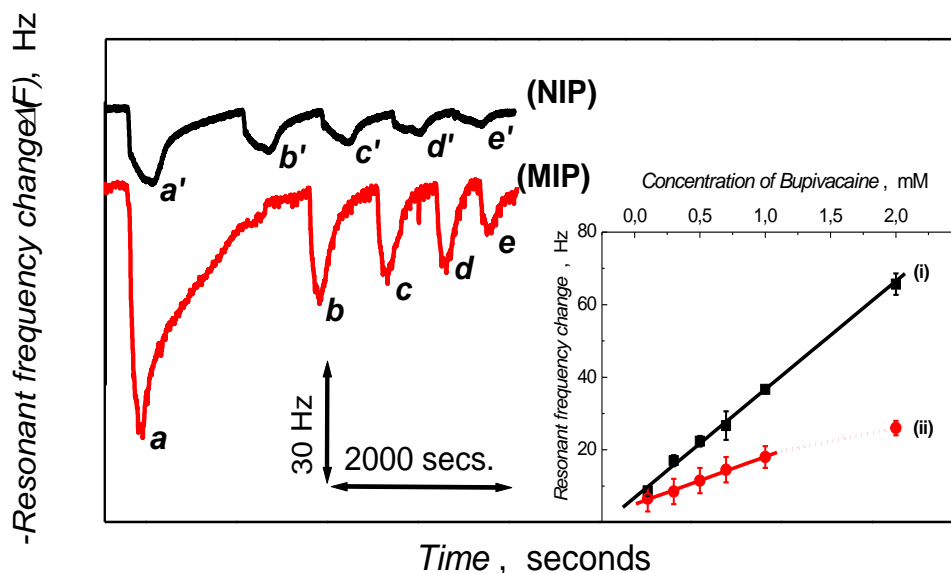 -Resonant frequency change(ΔF), Hz
(NIP)
a'
b'
c'
d'
e'
(MIP)
a
b
c
d
e
30 Hz
2000 secs.
Time , seconds
Concentration of Bupivacaine , mM
0,0 0,5 1,0 1,5 2,0
Resonant frequency change , Hz
80
60
40
20
(i)
(ii)